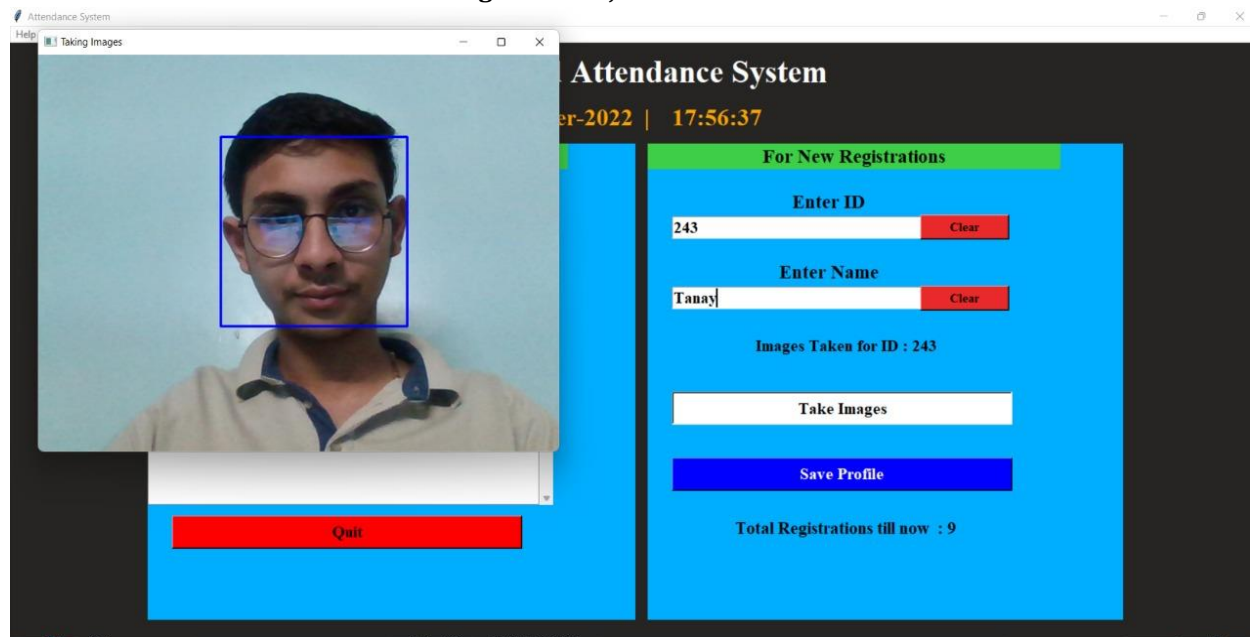 Attendance System
Help
Taking Images
Attendance System
er-2022 | 17:56:37
For New Registrations
Enter ID
243 Clear
Enter Name
Tanay Clear
Images Taken for ID : 243
Take Images
Save Profile
Quit
Total Registrations till now : 9